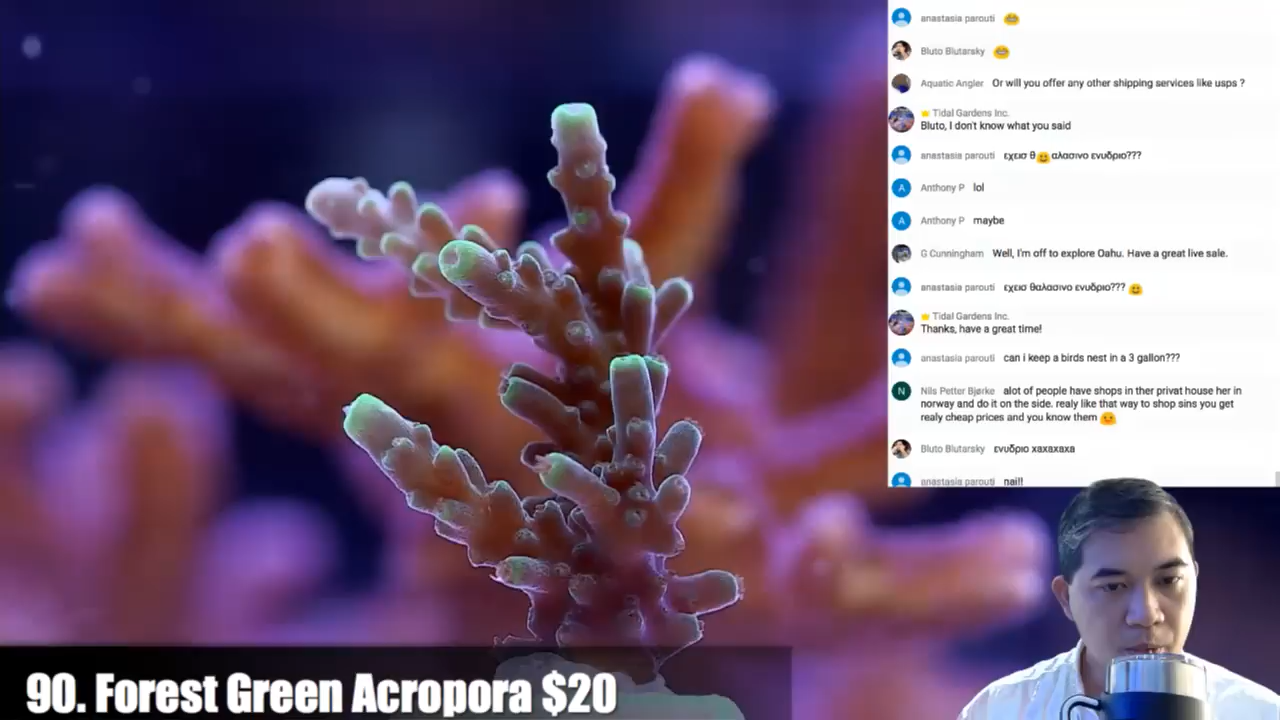 anastasia parouti 😂
Bluto Blutarsky 😂
Aquatic Angler Or will you offer any other shipping services like usps ?
Tidal Gardens Inc.
Bluto, I don't know what you said
anastasia parouti εχεισ θ😃αλασινο ενυδριο???
A Anthony P lol
A Anthony P maybe
G Cunningham Well, I'm off to explore Oahu. Have a great live sale.
anastasia parouti εχεισ θαλασινο ενυδριο??? 😃
Tidal Gardens Inc.
Thanks, have a great time!
anastasia parouti can i keep a birds nest in a 3 gallon???
N Nils Petter Bjørke alot of people have shops in ther privat house her in
norway and do it on the side. realy like that way to shop sins you get
realy cheap prices and you know them 😃
Bluto Blutarsky ενυδριο xαxαxαxα
anastasia parouti nai!!
90. Forest Green Acropora $20